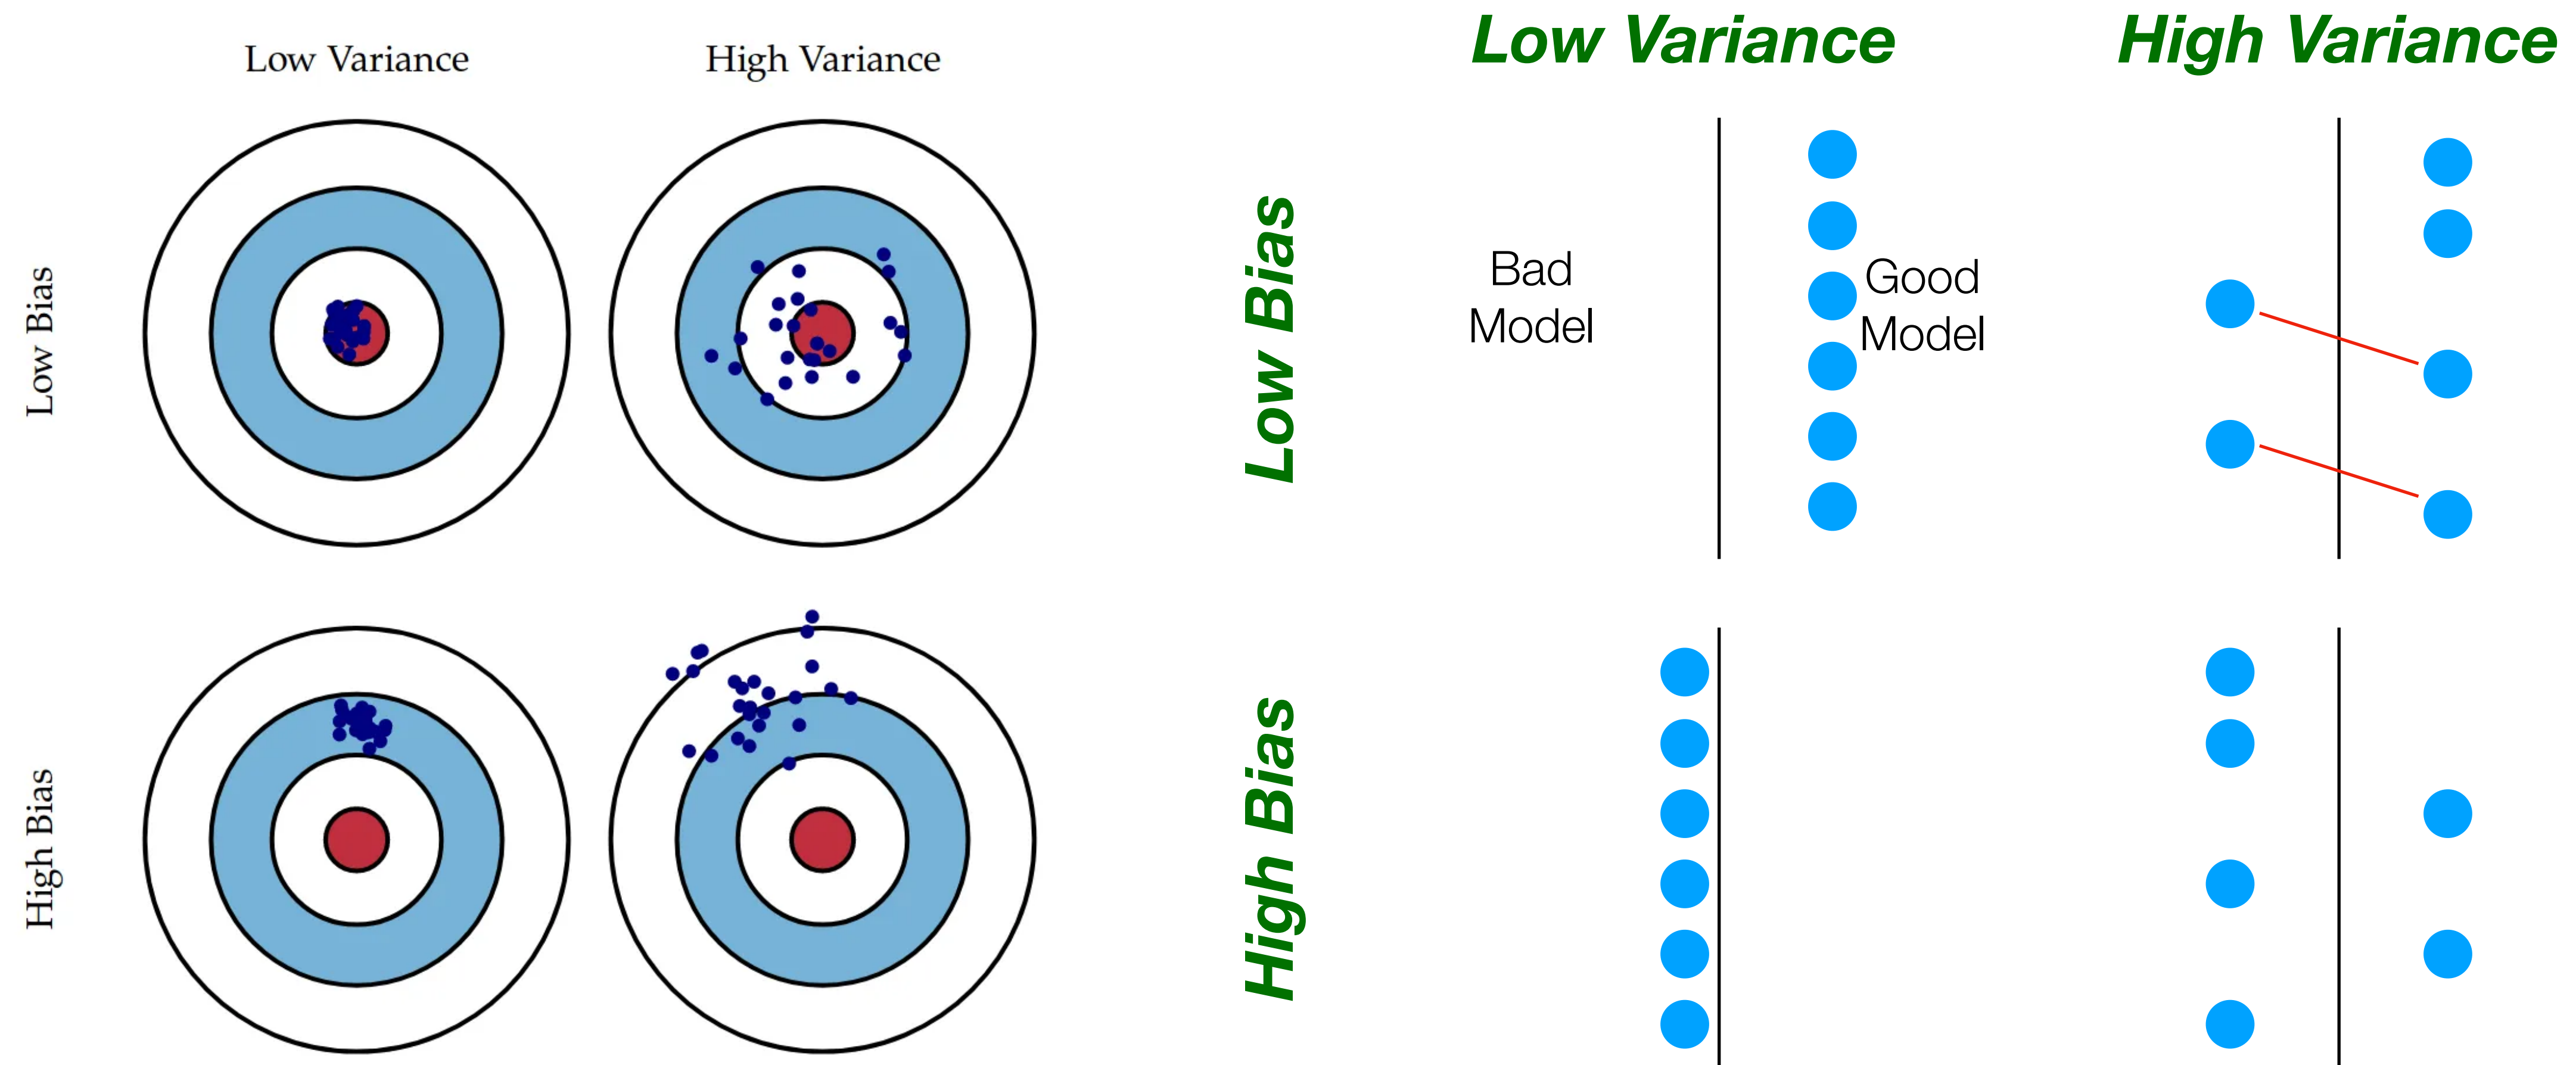 Low Variance
High Variance
Low Bias
High Bias
Low Variance
High Variance
Low Bias
Bad
Model
Good
Model
High Bias